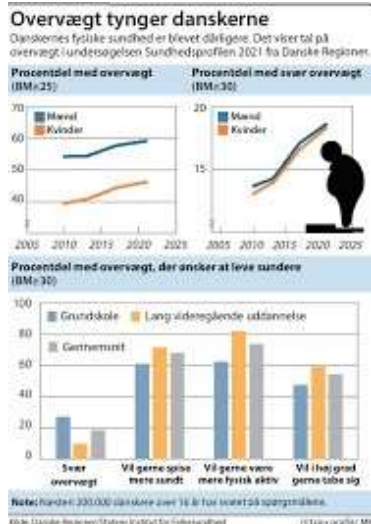 Overvægt tynger danskerne
Danskernes fysiske sundhed er blevet dårligere. Det viser tal på
overvægt i undersøgelsen Sundhedsprofilen 2021 fra Danske Regioner.
Procentdel med overvægt
(BM≥25)
70
Mænd
Kvinder
60
50
40
2005 2010 2015 2020 2025
Procentdel med svær overvægt
(BM≥30)
20
Mænd
Kvinder
15
2005 2010 2015 2020 2025
Procentdel med overvægt, der ønsker at leve sundere
(BM≥30)
100
Grundskole Lang videregående uddannelse
Gennemsnit
80
60
40
20
0
Svær
overvægt
Vil gerne spise
mere sundt
Vil gerne være
mere fysisk aktiv
Vil i høj grad
gerne tabe sig
Note: Næsten 200.000 danskere over 16 år har svaret på spørgsmålene.
Kilde: Danske Regioner/Statens Institut for Folkesundhed